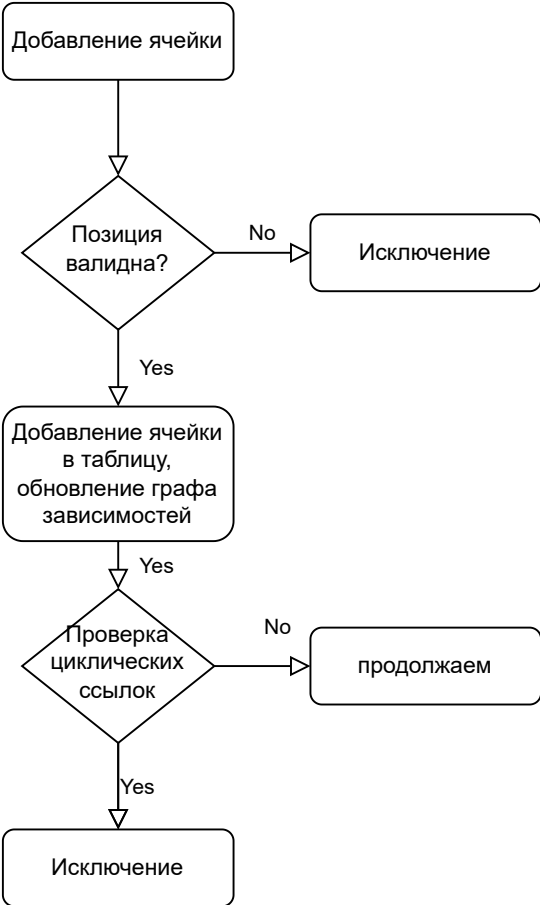 Добавление ячейки
Позиция
валидна?
No
Исключение
Yes
Добавление ячейки
в таблицу,
обновление графа
зависимостей
Yes
Проверка
циклических
ссылок
No
продолжаем
Yes
Исключение